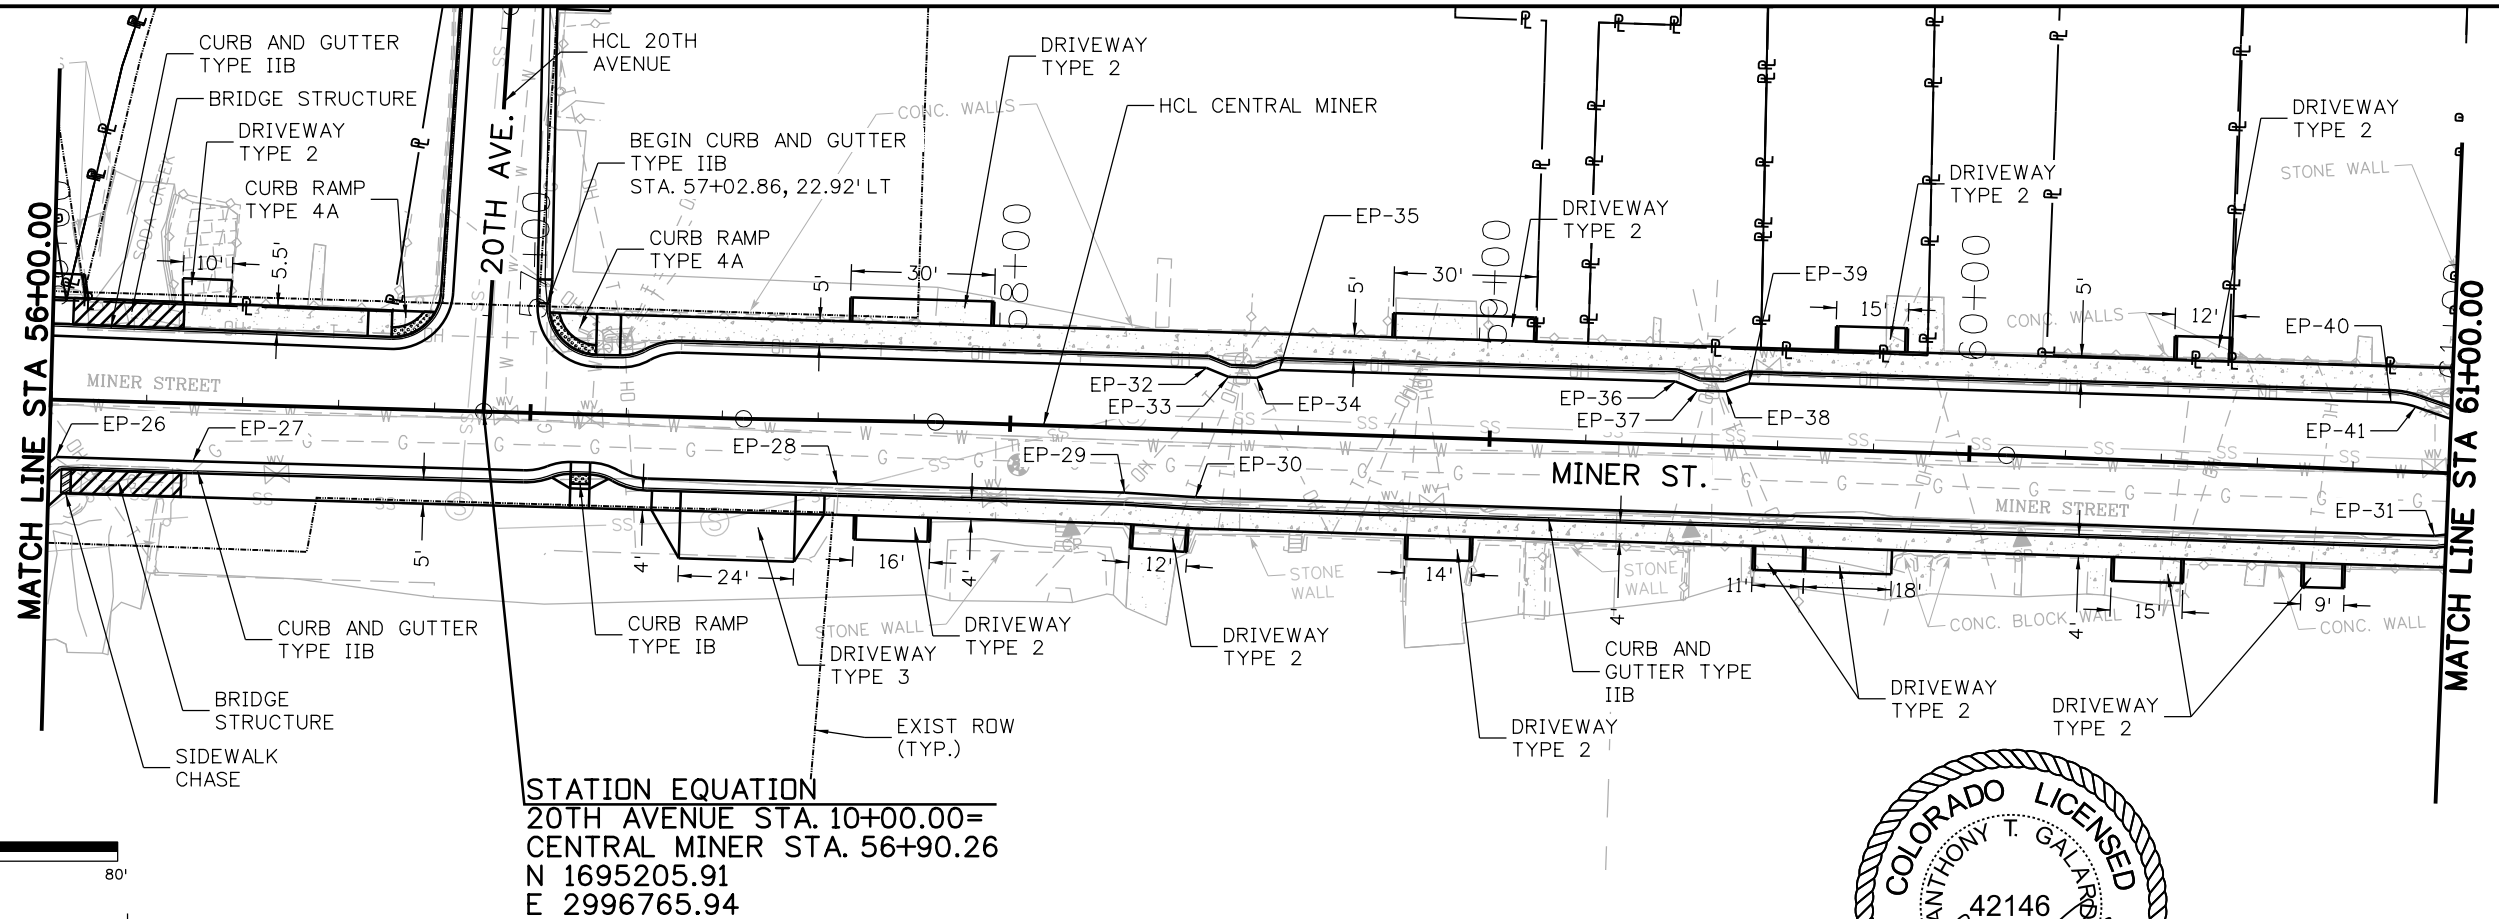 CURB AND GUTTER
TYPE IIB
BRIDGE STRUCTURE
DRIVEWAY
TYPE 2
CURB RAMP
TYPE 4A
SODA CREEK
10'
5.5'
HCL 20TH
AVENUE
20TH AVE.
BEGIN CURB AND GUTTER
TYPE IIB
STA. 57+02.86, 22.92' LT
CURB RAMP
TYPE 4A
CONC. WALLS
DRIVEWAY
TYPE 2
HCL CENTRAL MINER
5'
30'
58+00
EP-35
5'
30'
59+00
DRIVEWAY
TYPE 2
EP-39
DRIVEWAY
TYPE 2
15'
60+00
5'
CONC. WALLS
12'
DRIVEWAY
TYPE 2
STONE WALL
EP-40
EP-41
MATCH LINE STA 56+00.00
MATCH LINE STA 61+00.00
MINER STREET
EP-32
EP-33
EP-34
EP-36
EP-37
EP-38
EP-26
EP-27
EP-28
EP-29
EP-30
MINER ST.
MINER STREET
EP-31
5'
4'
24'
16'
4'
12'
STONE
WALL
14'
STONE
WALL
4'
11'
18'
CONC. BLOCK WALL
4'
15'
9'
CONC. WALL
CURB AND GUTTER
TYPE IIB
BRIDGE
STRUCTURE
SIDEWALK
CHASE
CURB RAMP
TYPE IB
STONE WALL
DRIVEWAY
TYPE 3
DRIVEWAY
TYPE 2
DRIVEWAY
TYPE 2
CURB AND
GUTTER TYPE
IIB
DRIVEWAY
TYPE 2
DRIVEWAY
TYPE 2
DRIVEWAY
TYPE 2
EXIST ROW
(TYP.)
STATION EQUATION
20TH AVENUE STA. 10+00.00=
CENTRAL MINER STA. 56+90.26
N 1695205.91
E 2996765.94
80'
COLORADO LICENSED
ANTHONY T.
42146